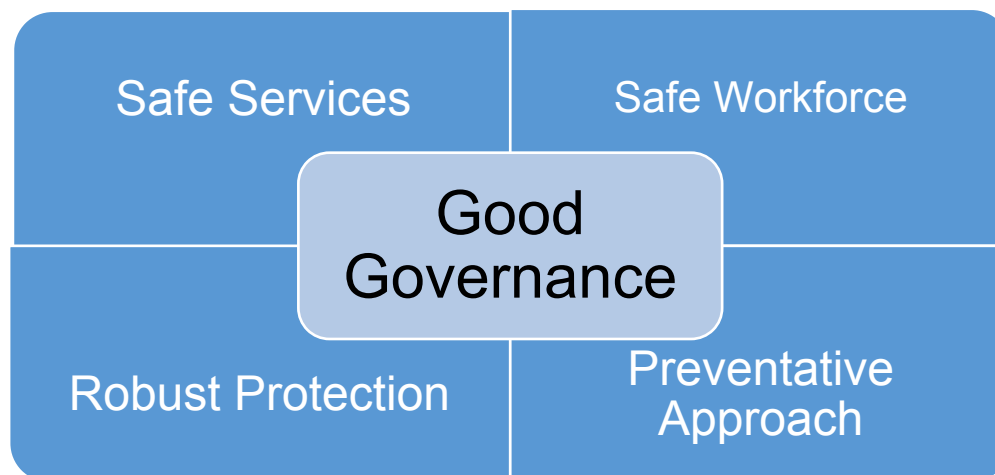 Safe Services
Safe Workforce
Good
Governance
Robust Protection
Preventative
Approach